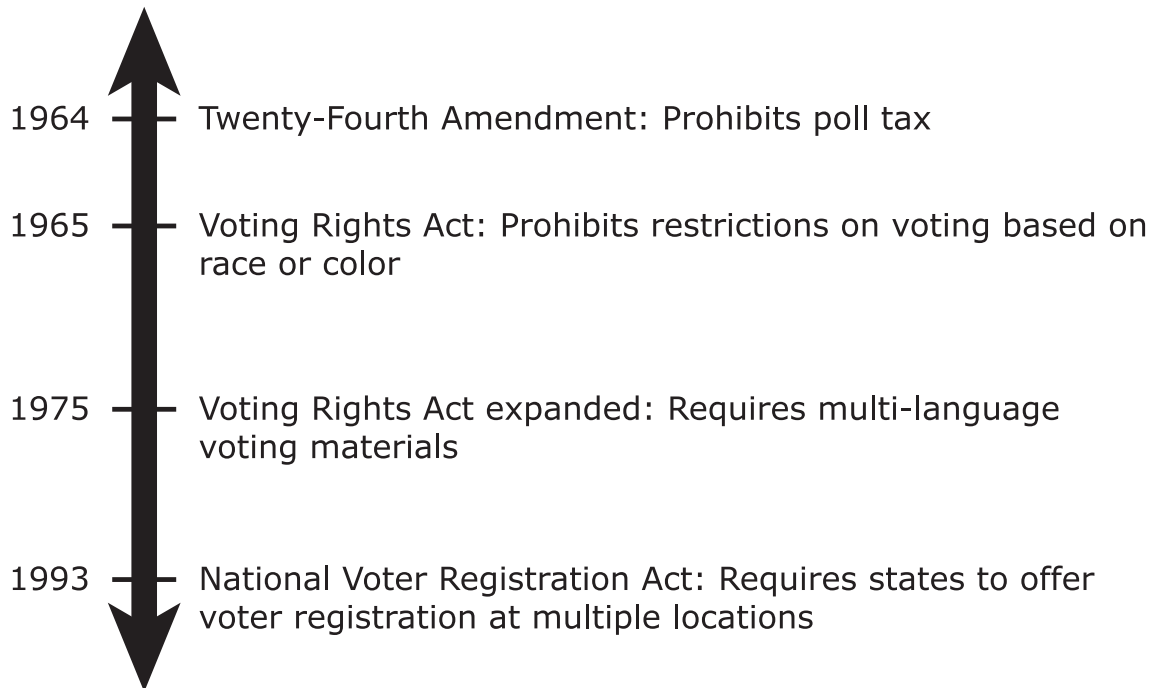 1964 Twenty-Fourth Amendment: Prohibits poll tax
1965 Voting Rights Act: Prohibits restrictions on voting based on
race or color
1975 Voting Rights Act expanded: Requires multi-language
voting materials
1993 National Voter Registration Act: Requires states to offer
voter registration at multiple locations